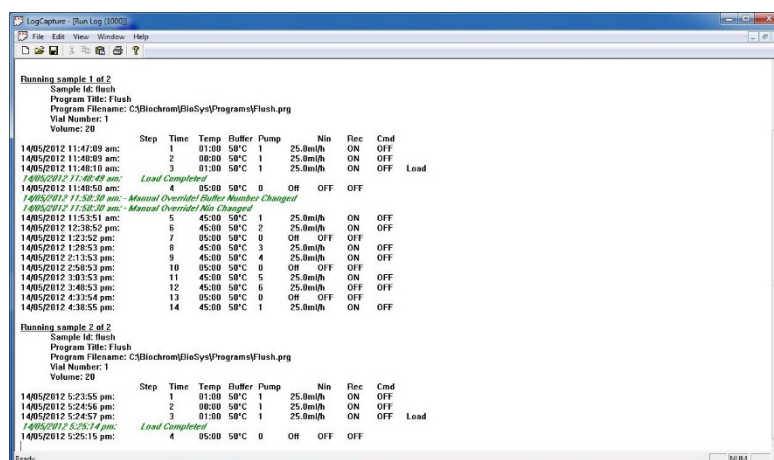 LogCapture - [Run Log (1000)]
File Edit View Window Help
Running sample 1 of 2
Sample Id: flush
Program Title: Flush
Program Filename: C:\Biochrom\BioSys\Programs\Flush.prg
Vial Number: 1
Volume: 20
Step Time Temp Buffer Pump Nin Rec Cmd
14/05/2012 11:47:09 am: 1 01:00 50°C 1 25.0ml/h ON OFF
14/05/2012 11:48:09 am: 2 00:00 50°C 1 25.0ml/h ON OFF
14/05/2012 11:48:10 am: 3 01:00 50°C 1 25.0ml/h ON OFF Load
14/05/2012 11:48:49 am: Load Completed
14/05/2012 11:48:50 am: 4 05:00 50°C 0 Off OFF OFF
14/05/2012 11:50:30 am: - Manual Override! Buffer Number Changed
14/05/2012 11:50:30 am: - Manual Override! Nin Changed
14/05/2012 11:53:51 am: 5 45:00 50°C 1 25.0ml/h ON OFF
14/05/2012 12:38:52 pm: 6 45:00 50°C 2 25.0ml/h ON OFF
14/05/2012 1:23:52 pm: 7 05:00 50°C 0 Off OFF OFF
14/05/2012 1:28:53 pm: 8 45:00 50°C 3 25.0ml/h ON OFF
14/05/2012 2:13:53 pm: 9 45:00 50°C 4 25.0ml/h ON OFF
14/05/2012 2:58:53 pm: 10 05:00 50°C 0 Off OFF OFF
14/05/2012 3:03:53 pm: 11 45:00 50°C 5 25.0ml/h ON OFF
14/05/2012 3:48:53 pm: 12 45:00 50°C 6 25.0ml/h OFF OFF
14/05/2012 4:33:54 pm: 13 05:00 50°C 0 Off OFF OFF
14/05/2012 4:38:55 pm: 14 45:00 50°C 1 25.0ml/h ON OFF
Running sample 2 of 2
Sample Id: flush
Program Title: Flush
Program Filename: C:\Biochrom\BioSys\Programs\Flush.prg
Vial Number: 1
Volume: 20
Step Time Temp Buffer Pump Nin Rec Cmd
14/05/2012 5:23:55 pm: 1 01:00 50°C 1 25.0ml/h ON OFF
14/05/2012 5:24:56 pm: 2 00:00 50°C 1 25.0ml/h ON OFF
14/05/2012 5:24:57 pm: 3 01:00 50°C 1 25.0ml/h ON OFF Load
14/05/2012 5:25:14 pm: Load Completed
14/05/2012 5:25:15 pm: 4 05:00 50°C 0 Off OFF OFF
Ready NUM